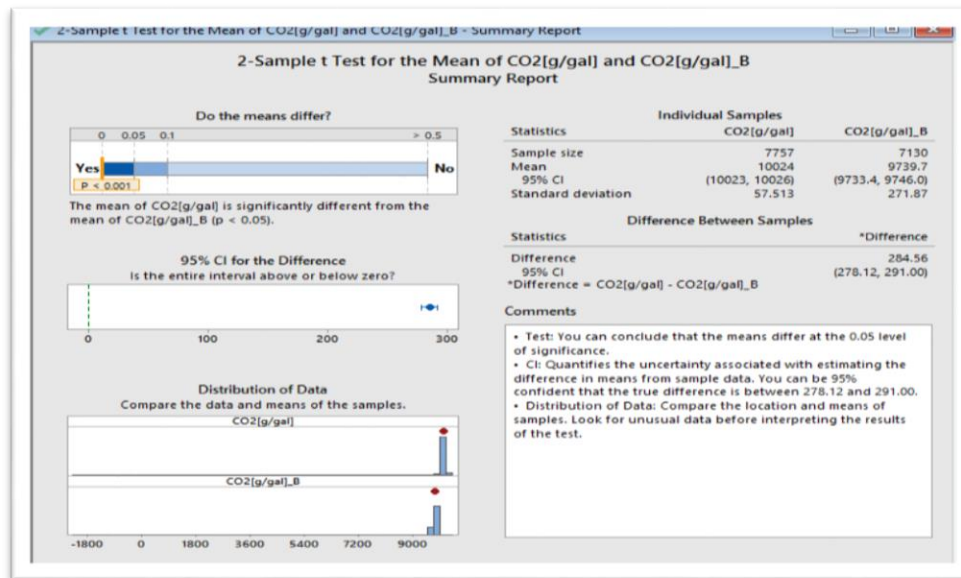 2-Sample t Test for the Mean of CO2[g/gal] and CO2[g/gal]_B - Summary Report
2-Sample t Test for the Mean of CO2[g/gal] and CO2[g/gal]_B
Summary Report
Do the means differ?
0 0.05 0.1 > 0.5
Yes No
P < 0.001
The mean of CO2[g/gal] is significantly different from the
mean of CO2[g/gal]_B (p < 0.05).
95% CI for the Difference
Is the entire interval above or below zero?
0 100 200 300
Distribution of Data
Compare the data and means of the samples.
CO2[g/gal]
CO2[g/gal]_B
-1800 0 1800 3600 5400 7200 9000
Individual Samples
Statistics CO2[g/gal] CO2[g/gal]_B
Sample size 7757 7130
Mean 10024 9739.7
95% CI (10023, 10026) (9733.4, 9746.0)
Standard deviation 57.513 271.87
Difference Between Samples
Statistics *Difference
Difference 284.56
95% CI (278.12, 291.00)
*Difference = CO2[g/gal] - CO2[g/gal]_B
Comments
• Test: You can conclude that the means differ at the 0.05 level
of significance.
• CI: Quantifies the uncertainty associated with estimating the
difference in means from sample data. You can be 95%
confident that the true difference is between 278.12 and 291.00.
• Distribution of Data: Compare the location and means of
samples. Look for unusual data before interpreting the results
of the test.